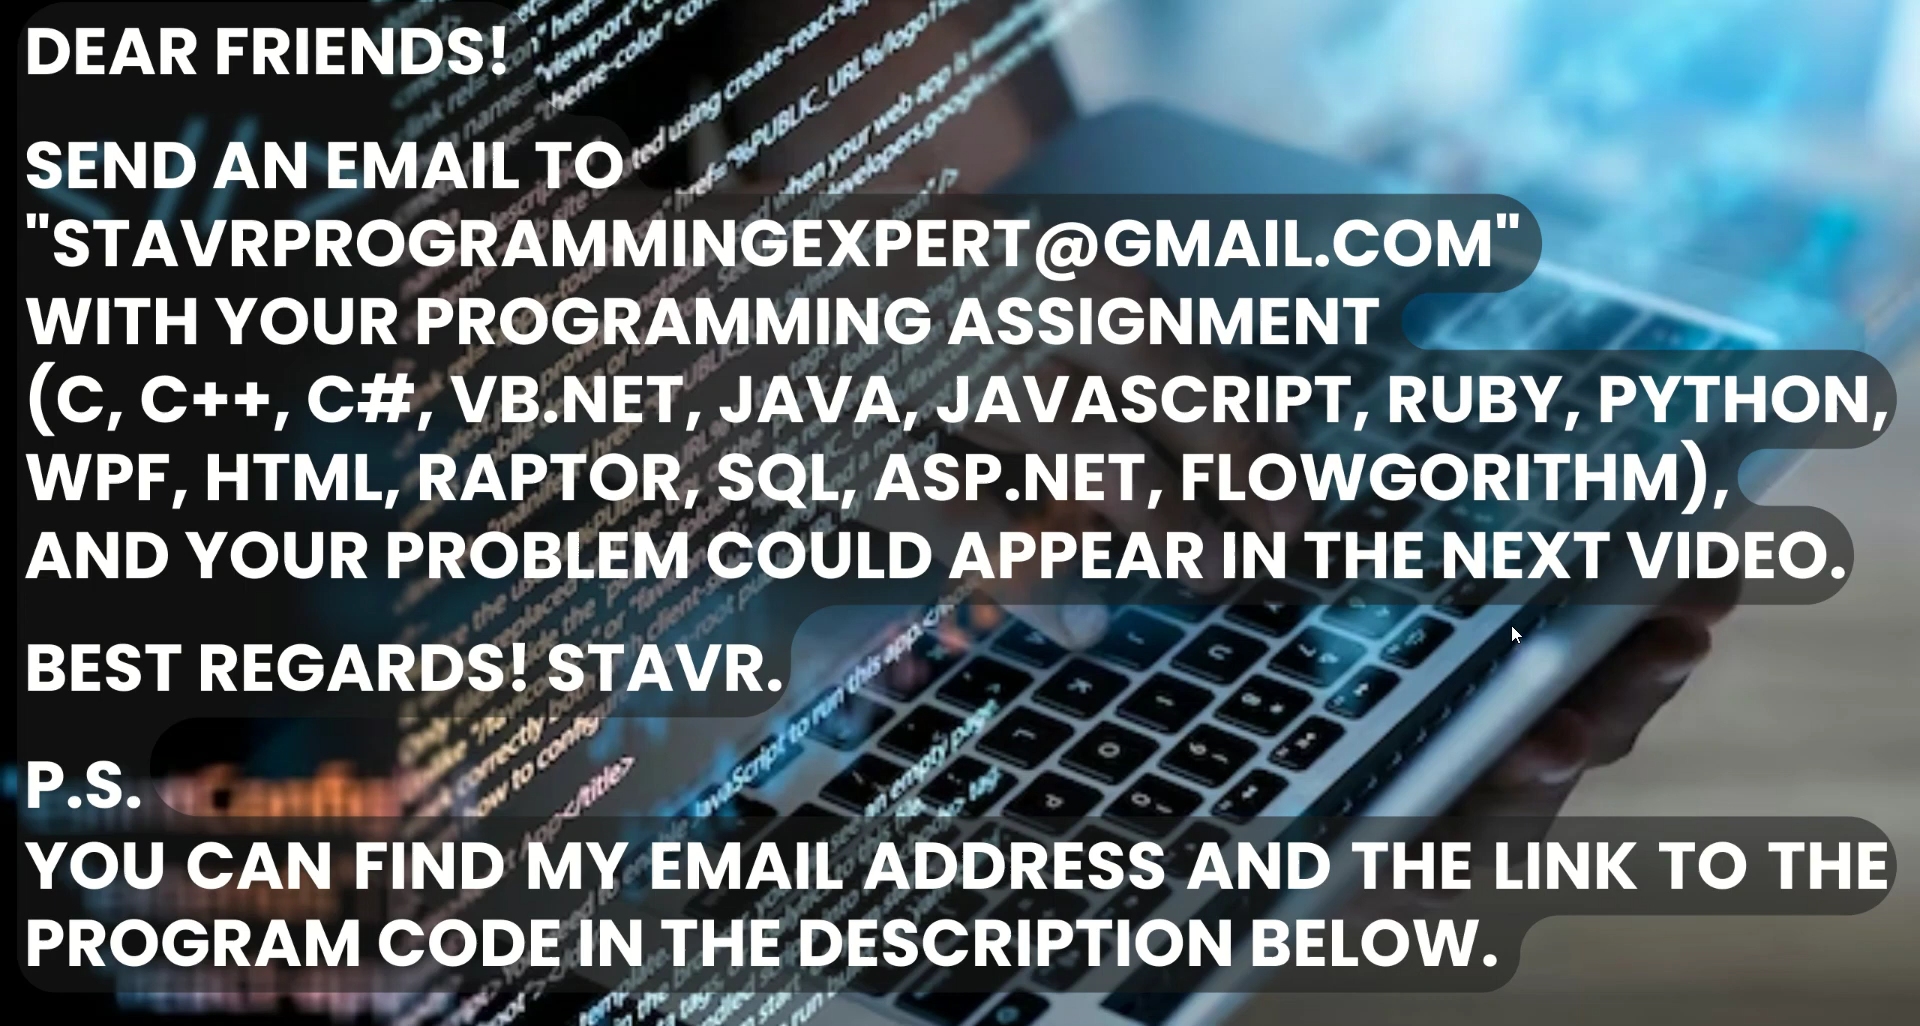 DEAR FRIENDS!
SEND AN EMAIL TO
"STAVRPROGRAMMINGEXPERT@GMAIL.COM"
WITH YOUR PROGRAMMING ASSIGNMENT
(C, C++, C#, VB.NET, JAVA, JAVASCRIPT, RUBY, PYTHON,
WPF, HTML, RAPTOR, SQL, ASP.NET, FLOWGORITHM),
AND YOUR PROBLEM COULD APPEAR IN THE NEXT VIDEO.
BEST REGARDS! STAVR.
P.S.
YOU CAN FIND MY EMAIL ADDRESS AND THE LINK TO THE
PROGRAM CODE IN THE DESCRIPTION BELOW.